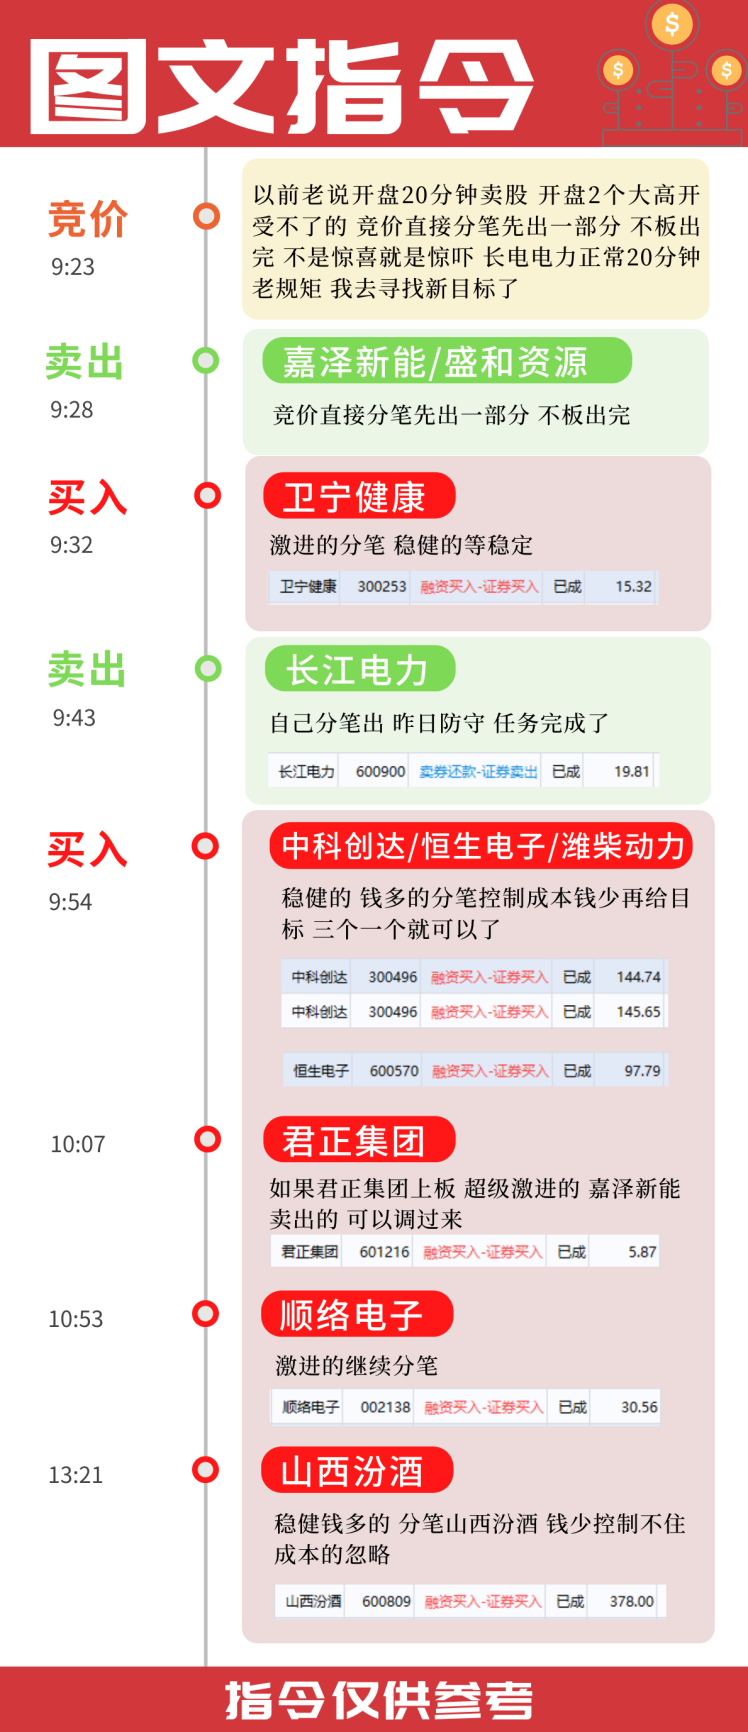 图文指令
竞价
9:23
以前老说开盘20分钟卖股 开盘2个大高开
受不了的 竞价直接分笔先出一部分 不板出
完 不是惊喜就是惊吓 长电电力正常20分钟
老规矩 我去寻找新目标了
卖出
9:28
嘉泽新能/盛和资源
竞价直接分笔先出一部分 不板出完
买入
9:32
卫宁健康
激进的分笔 稳健的等稳定
卫宁健康 300253 融资买入-证券买入 已成 15.32
卖出
9:43
长江电力
自己分笔出 昨日防守 任务完成了
长江电力 600900 卖券还款-证券卖出 已成 19.81
买入
9:54
中科创达/恒生电子/潍柴动力
稳健的 钱多的分笔控制成本钱少再给目
标 三个一个就可以了
中科创达 300496 融资买入-证券买入 已成 144.74
中科创达 300496 融资买入-证券买入 已成 145.65
恒生电子 600570 融资买入-证券买入 已成 97.79
10:07
君正集团
如果君正集团上板 超级激进的 嘉泽新能
卖出的 可以调过来
君正集团 601216 融资买入-证券买入 已成 5.87
10:53
顺络电子
激进的继续分笔
顺络电子 002138 融资买入-证券买入 已成 30.56
13:21
山西汾酒
稳健钱多的 分笔山西汾酒 钱少控制不住
成本的忽略
山西汾酒 600809 融资买入-证券买入 已成 378.00
指令仅供参考